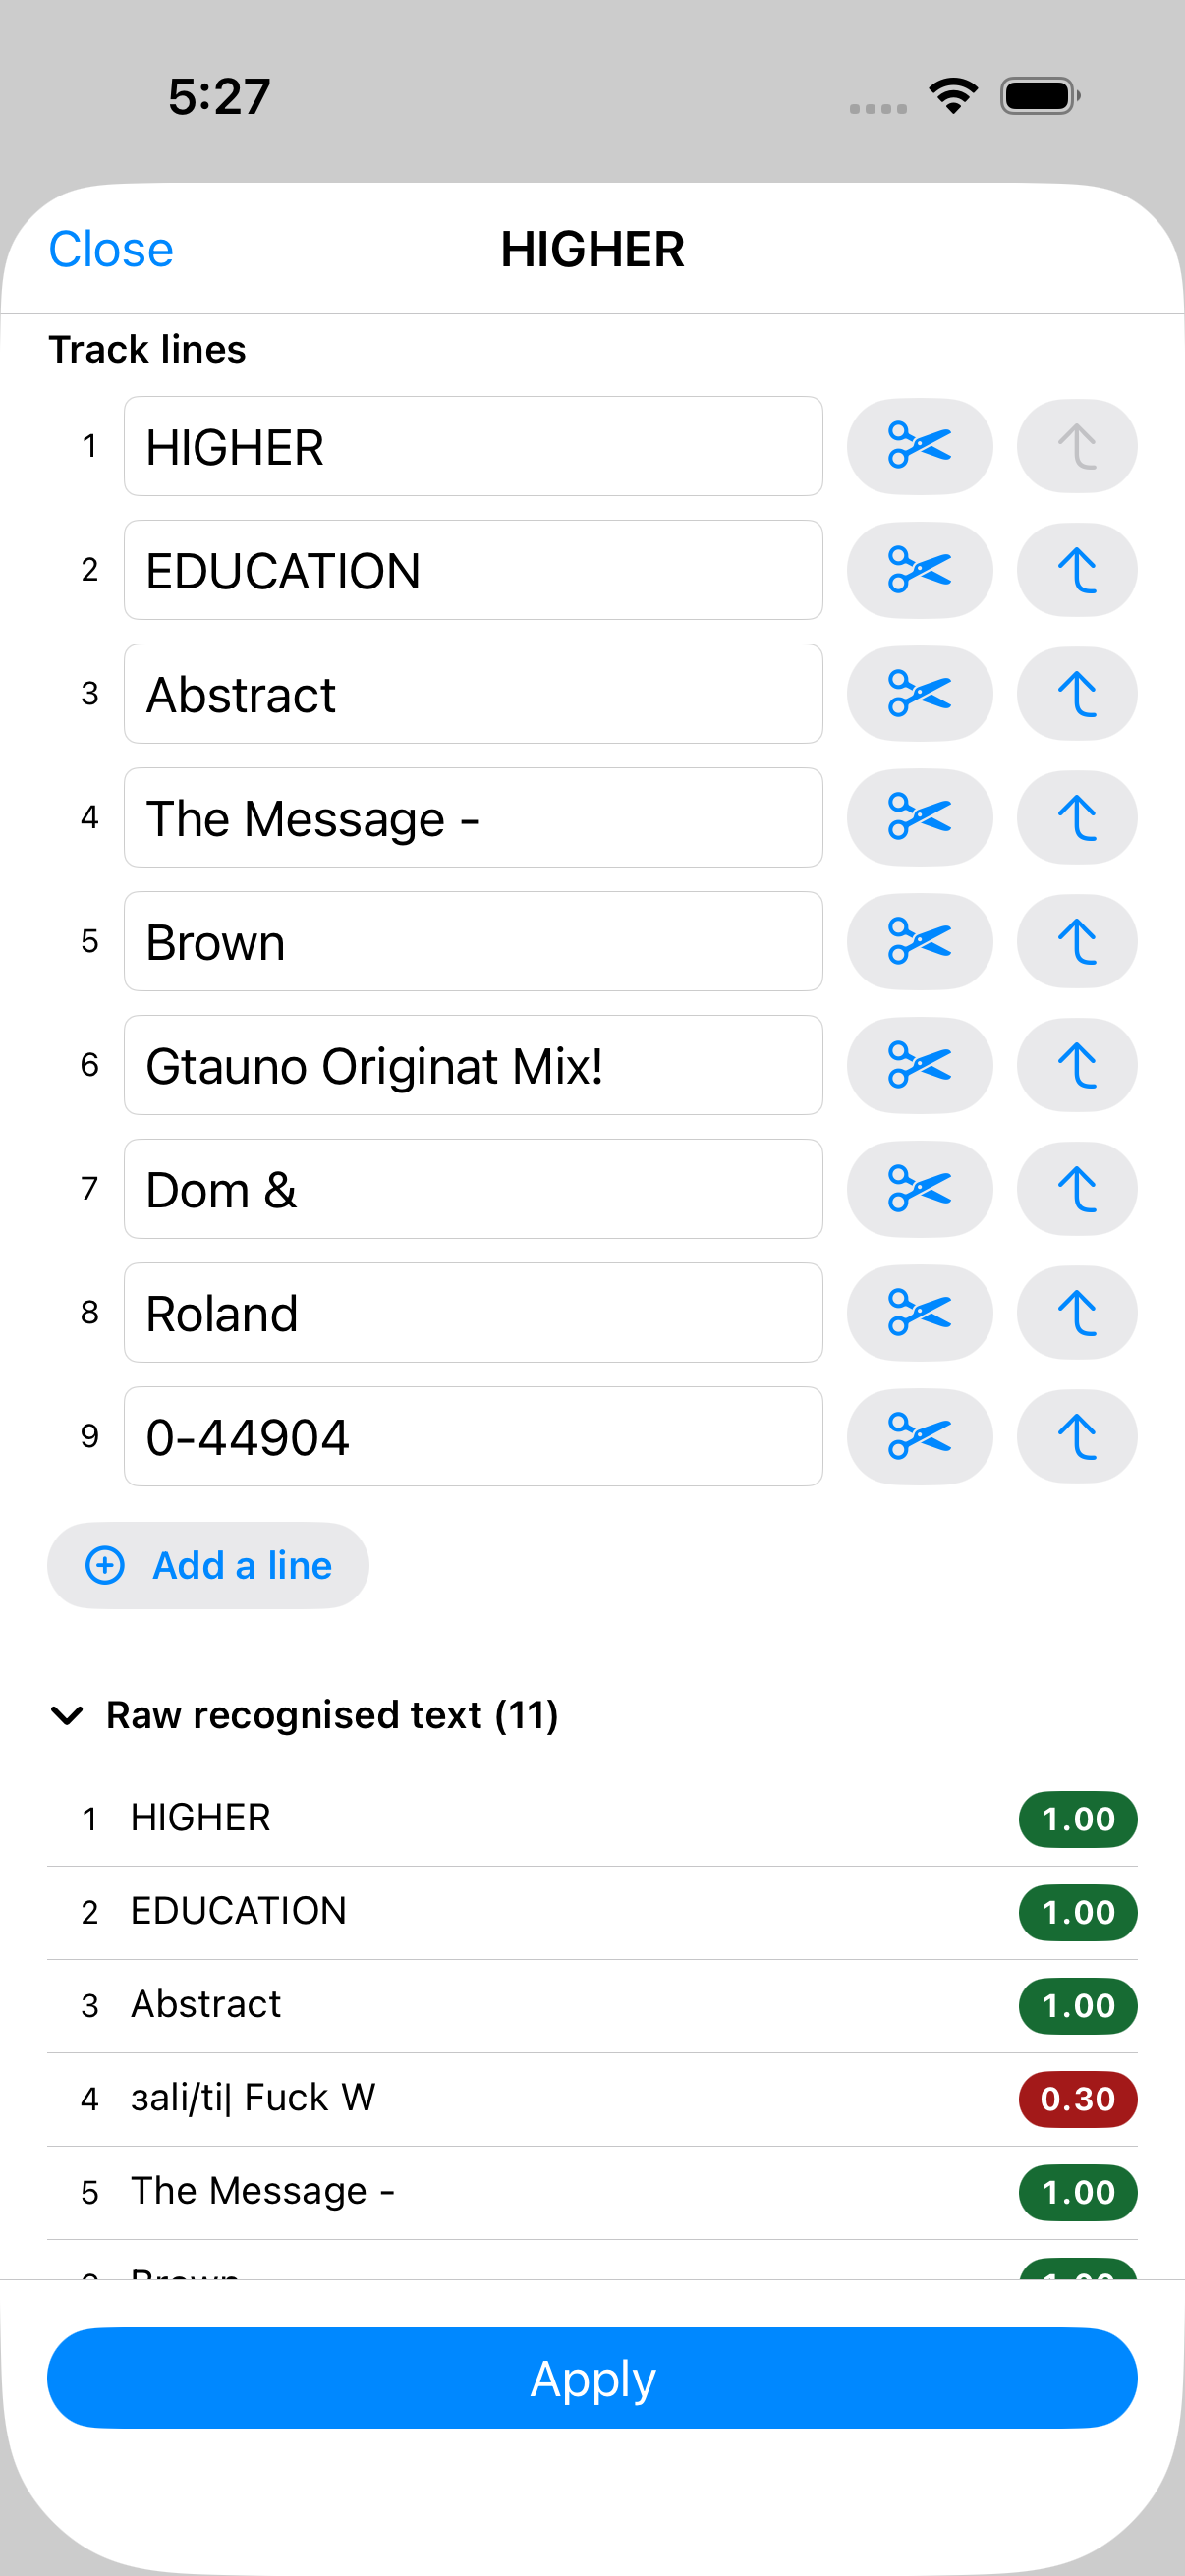 5:27
Close
HIGHER
Track lines
1 HIGHER
2 EDUCATION
3 Abstract
4 The Message -
5 Brown
6 Gtauno Originat Mix!
7 Dom &
8 Roland
9 0-44904
Add a line
Raw recognised text (11)
1 HIGHER 1.00
2 EDUCATION 1.00
3 Abstract 1.00
4 зali/ti| Fuck W 0.30
5 The Message - 1.00
Brown 1.00
Apply